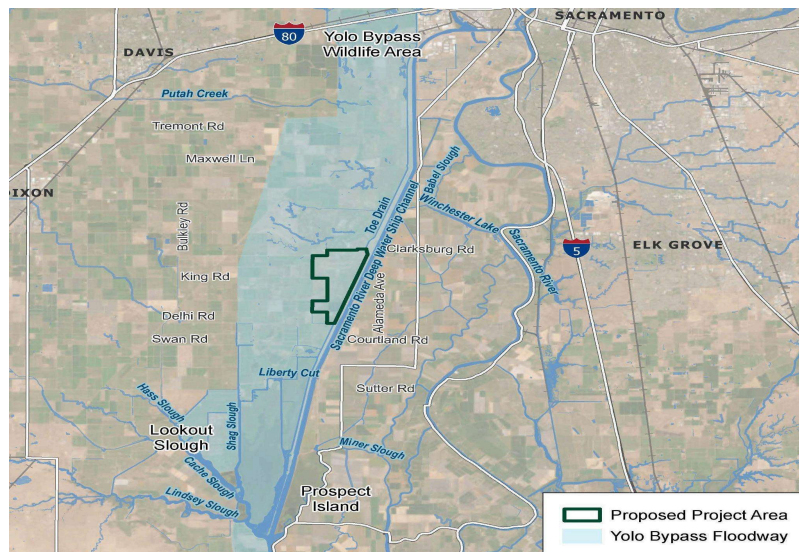 SACRAMENTO
80
Yolo Bypass
Wildlife Area
DAVIS
Putah Creek
Tremont Rd
Maxwell Ln
DIXON
Babel Slough
Winchester Lake
Toe Drain
Sacramento River Deep Water Ship Channel
Bulkley Rd
Clarksburg Rd
Sacramento River
5
ELK GROVE
King Rd
Alameda Ave
Delhi Rd
Swan Rd
Courtland Rd
Liberty Cut
Sutter Rd
Hass Slough
Shag Slough
Lookout
Slough
Miner Slough
Cache Slough
Lindsey Slough
Prospect
Island
Proposed Project Area
Yolo Bypass Floodway